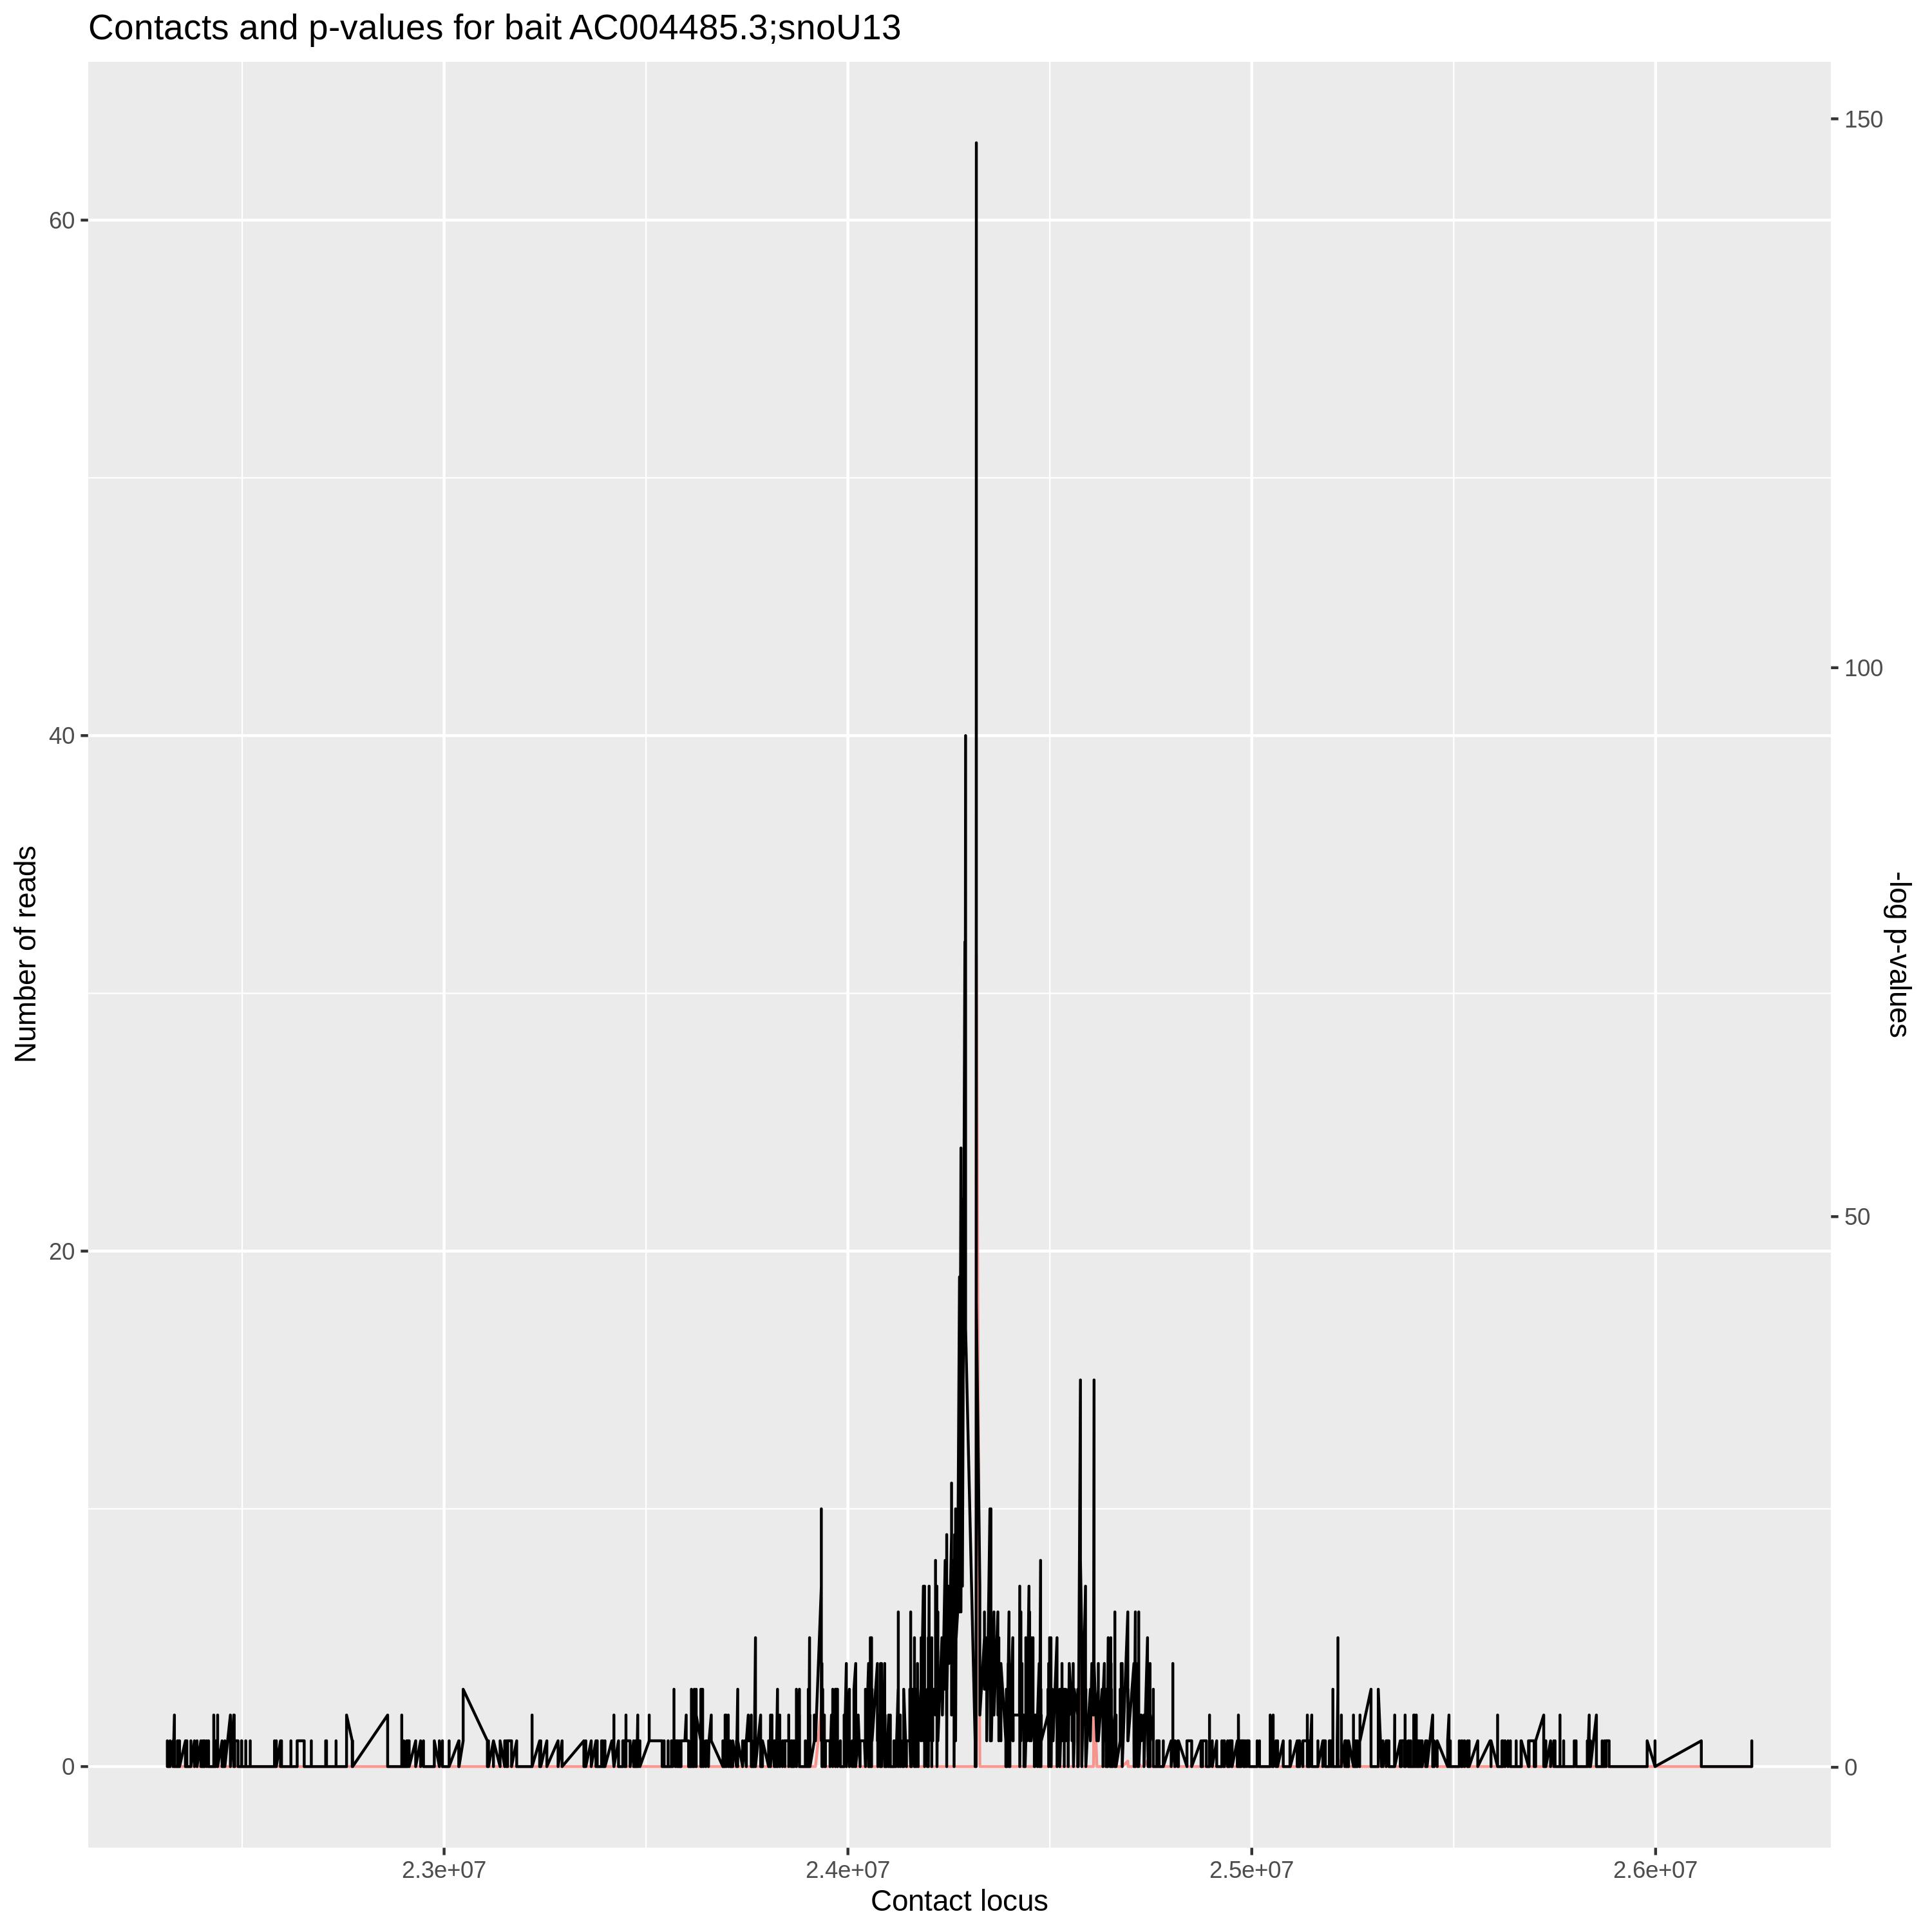 Contacts and p-values for bait AC004485.3;snoU13
150
60
100
40
Number of reads
-log p-values
50
20
0
0
2.3e+07
2.4e+07
2.5e+07
2.6e+07
Contact locus